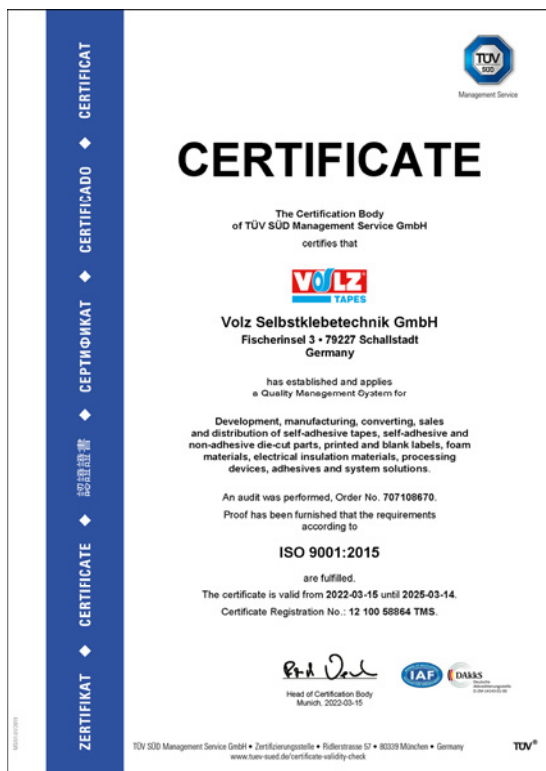 TÜV
SÜD
Management Service
CERTIFICATE
The Certification Body
of TÜV SÜD Management Service GmbH
certifies that
VOLZ
TAPES
Volz Selbstklebetechnik GmbH
Fischerinsel 3 • 79227 Schallstadt
Germany
has established and applies
a Quality Management System for
Development, manufacturing, converting, sales
and distribution of self-adhesive tapes, self-adhesive and
non-adhesive die-cut parts, printed and blank labels, foam
materials, electrical insulation materials, processing
devices, adhesives and system solutions.
An audit was performed, Order No. 707108670.
Proof has been furnished that the requirements
according to
ISO 9001:2015
are fulfilled.
The certificate is valid from 2022-03-15 until 2025-03-14.
Certificate Registration No.: 12 100 58864 TMS.
Head of Certification Body
Munich, 2022-03-15
IAF
DAkkS
Deutsche
Akkreditierungsstelle
TÜV SÜD Management Service GmbH • Zertifizierungsstelle • Ridlerstrasse 57 • 80339 München • Germany
www.tuev-sued.de/certificate-validity-check
TÜV®
ZERTIFIKAT ◆ CERTIFICATE ◆ 認證證書 ◆ СЕРТИФИКАТ ◆ CERTIFICADO ◆ CERTIFICAT